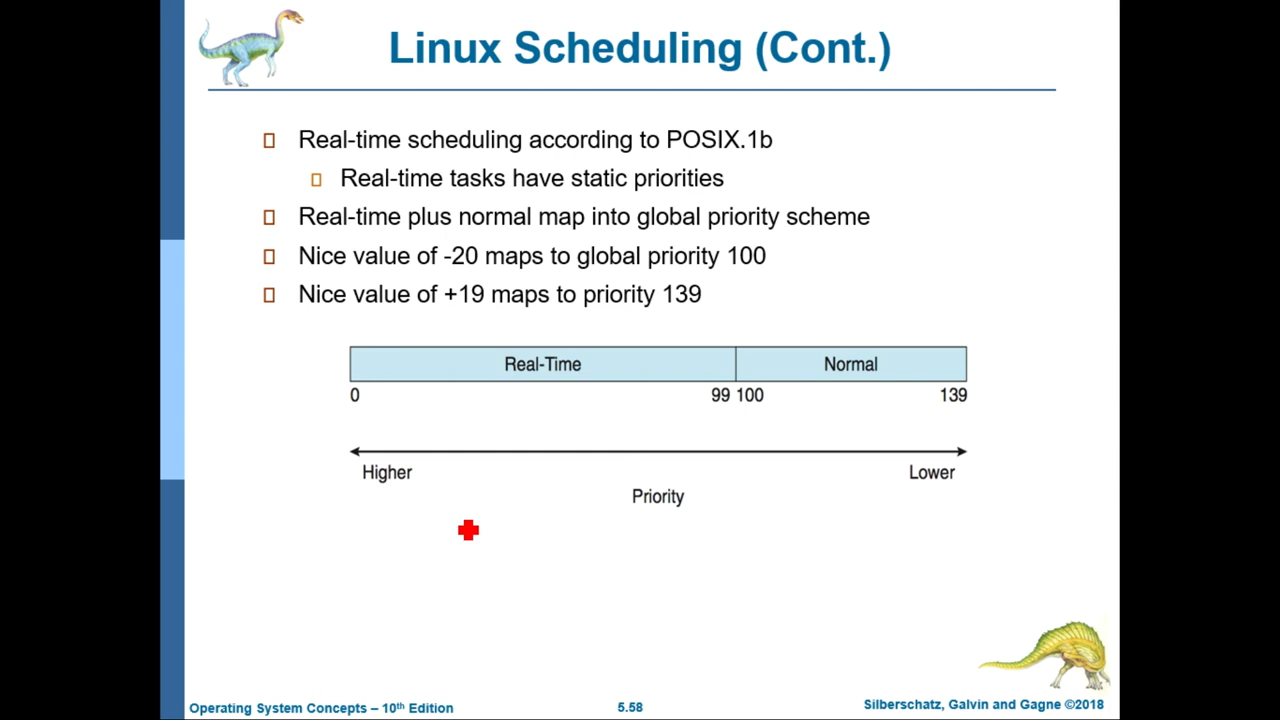 Linux Scheduling (Cont.)
Real-time scheduling according to POSIX.1b
Real-time tasks have static priorities
Real-time plus normal map into global priority scheme
Nice value of -20 maps to global priority 100
Nice value of +19 maps to priority 139
Real-Time Normal
0 99 100 139
Higher Lower
Priority
Operating System Concepts – 10th Edition 5.58 Silberschatz, Galvin and Gagne ©2018